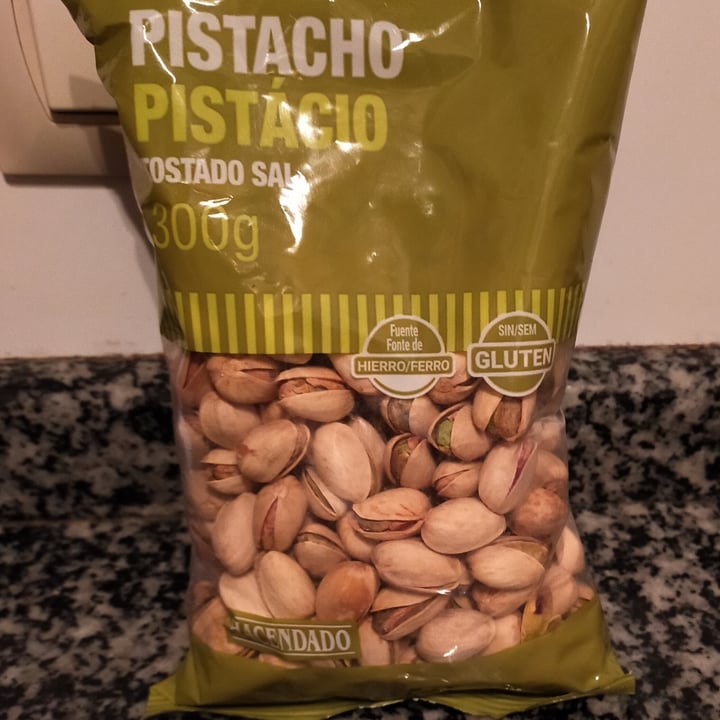 PISTACHO
PISTÁCIO
TOSTADO SAL
300g
Fuente
Fonte de
HIERRO/FERRO
SIN/SEM
GLUTEN
HACENDADO